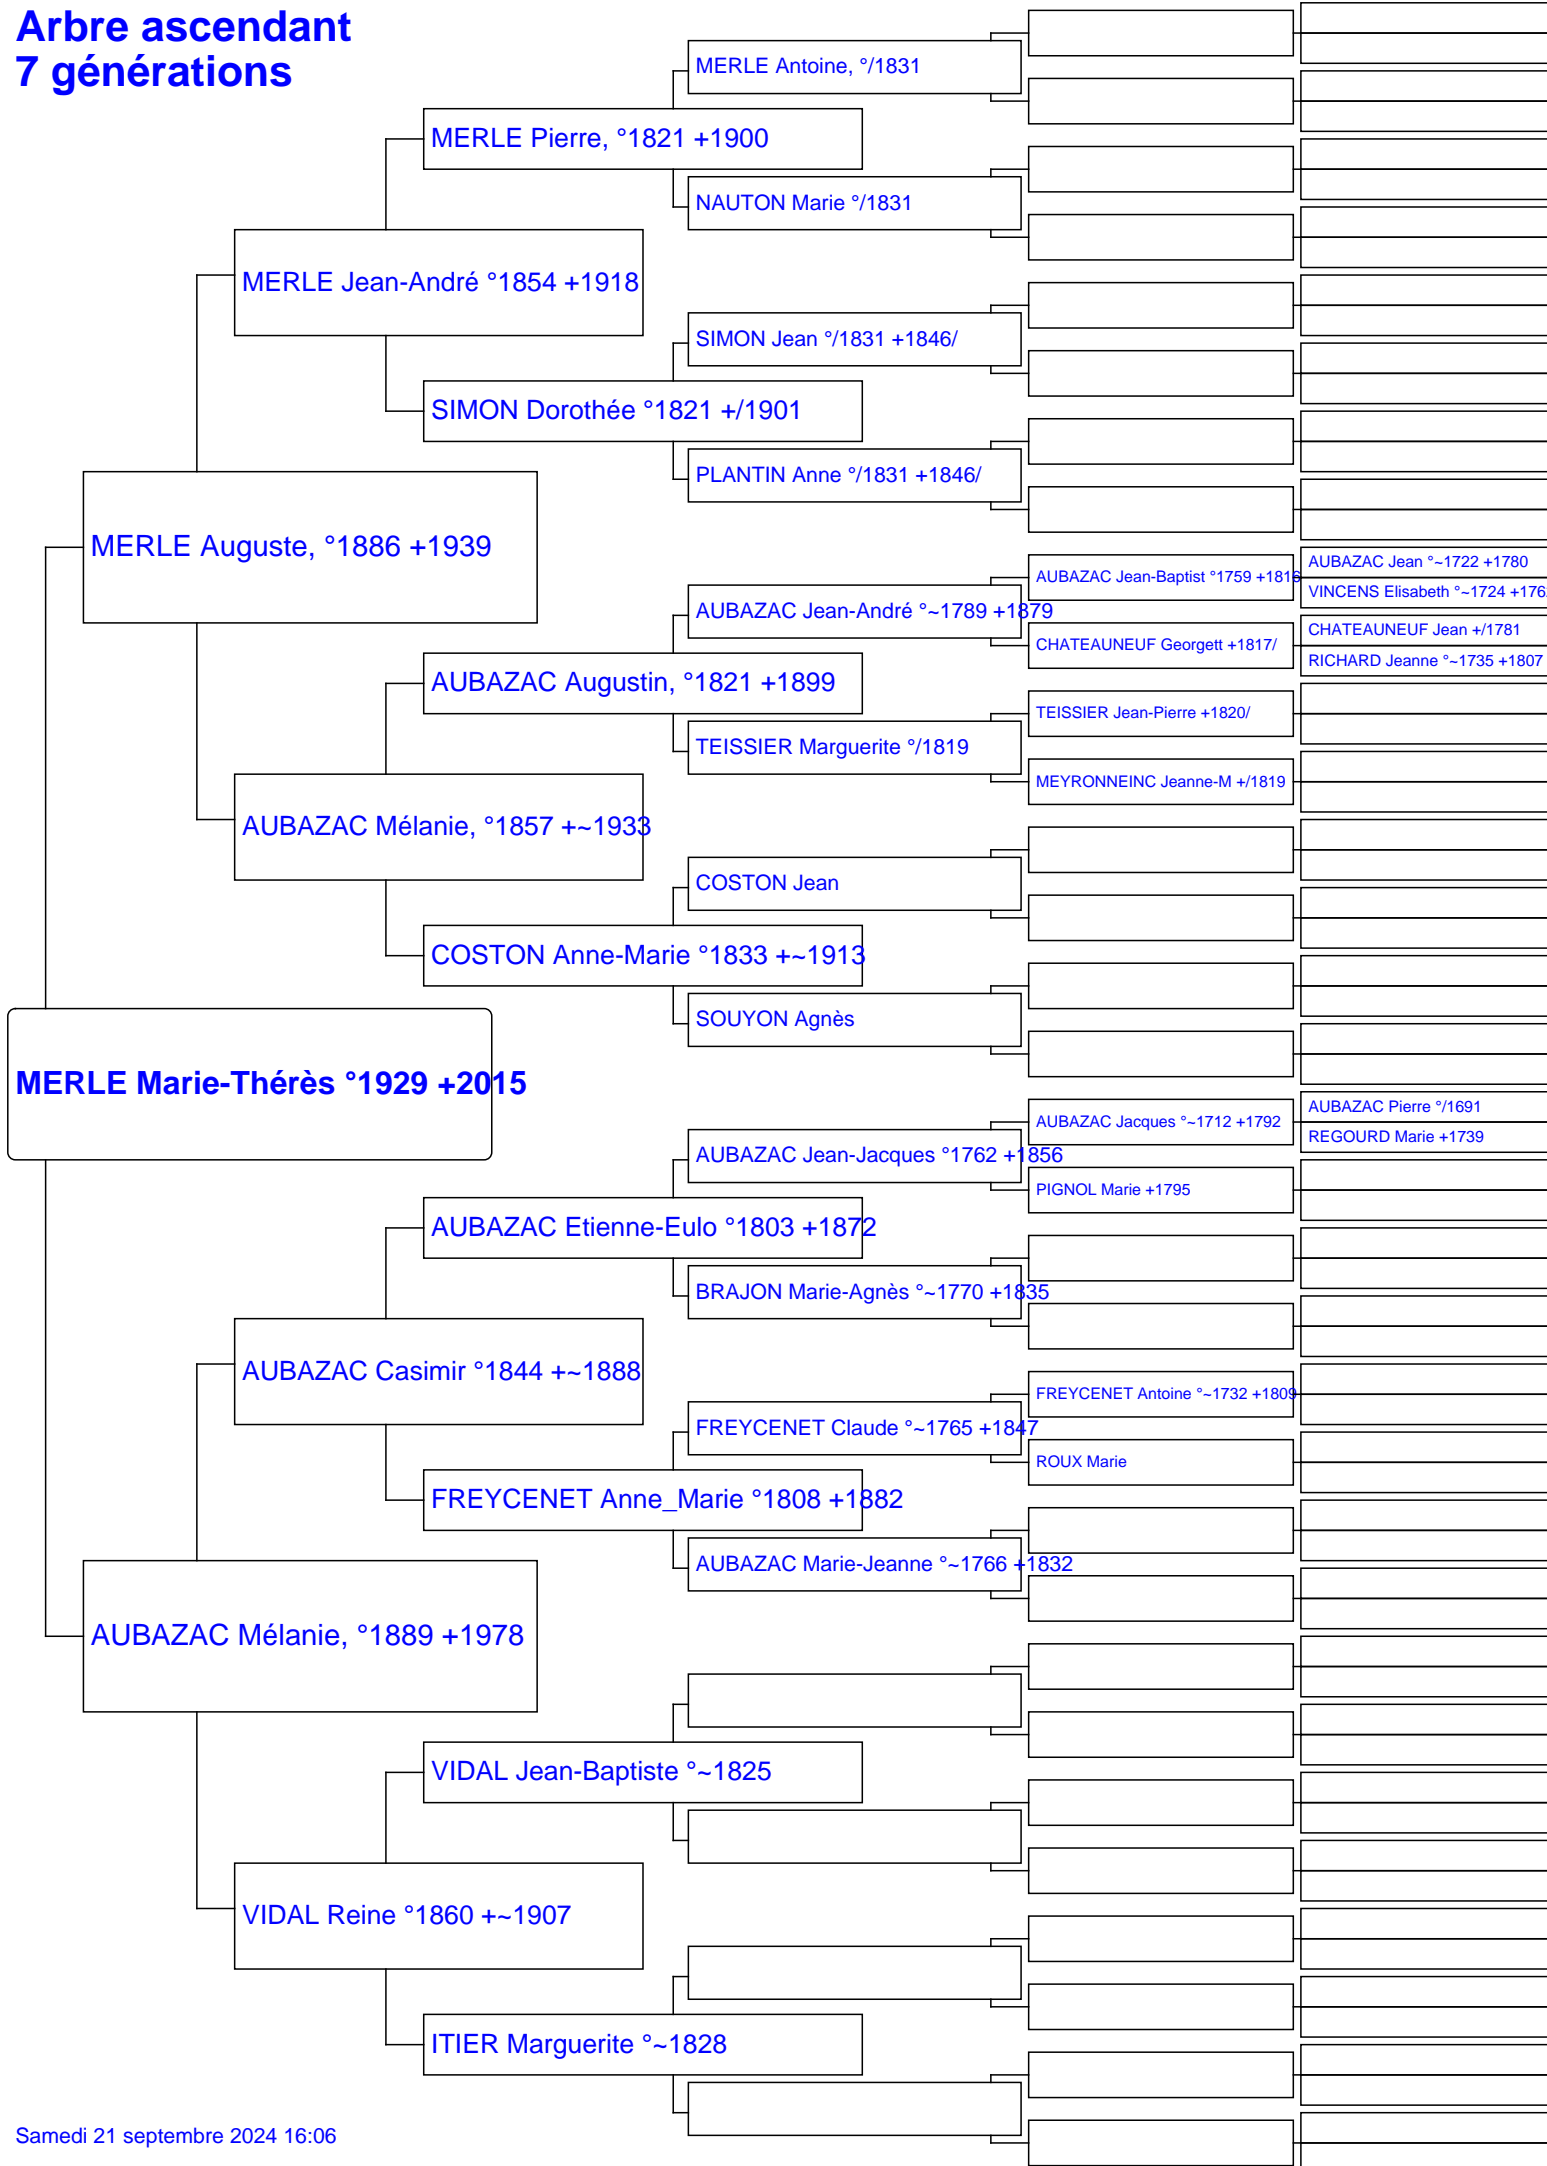 Arbre ascendant
7 générations
MERLE Antoine, °/1831
MERLE Pierre, °1821 +1900
NAUTON Marie °/1831
MERLE Jean-André °1854 +1918
SIMON Jean °/1831 +1846/
SIMON Dorothée °1821 +/1901
PLANTIN Anne °/1831 +1846/
MERLE Auguste, °1886 +1939
AUBAZAC Jean °~1722 +1780
AUBAZAC Jean-Baptist °1759 +1816
VINCENS Elisabeth °~1724 +176
AUBAZAC Jean-André °~1789 +1879
CHATEAUNEUF Jean +/1781
CHATEAUNEUF Georgett +1817/
RICHARD Jeanne °~1735 +1807
AUBAZAC Augustin, °1821 +1899
TEISSIER Jean-Pierre +1820/
TEISSIER Marguerite °/1819
MEYRONNEINC Jeanne-M +/1819
AUBAZAC Mélanie, °1857 +~1933
COSTON Jean
COSTON Anne-Marie °1833 +~1913
SOUYON Agnès
MERLE Marie-Thérès °1929 +2015
AUBAZAC Pierre °/1691
AUBAZAC Jacques °~1712 +1792
REGOURD Marie +1739
AUBAZAC Jean-Jacques °1762 +1856
PIGNOL Marie +1795
AUBAZAC Etienne-Eulo °1803 +1872
BRAJON Marie-Agnès °~1770 +1835
AUBAZAC Casimir °1844 +~1888
FREYCENET Antoine °~1732 +1809
FREYCENET Claude °~1765 +1847
ROUX Marie
FREYCENET Anne_Marie °1808 +1882
AUBAZAC Marie-Jeanne °~1766 +1832
AUBAZAC Mélanie, °1889 +1978
VIDAL Jean-Baptiste °~1825
VIDAL Reine °1860 +~1907
ITIER Marguerite °~1828
Samedi 21 septembre 2024 16:06